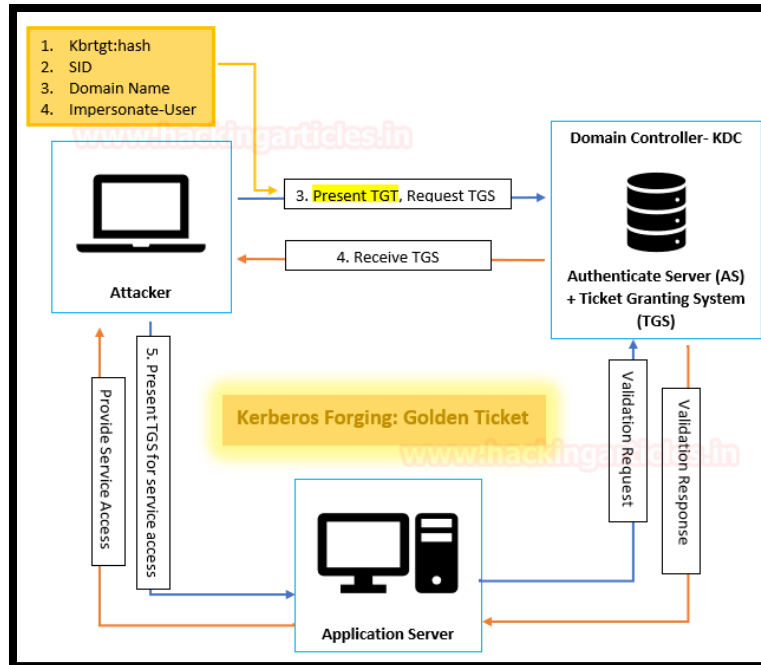 1. Kbrtgt:hash
2. SID
3. Domain Name
4. Impersonate-User
www.hackingarticles.in
Domain Controller- KDC
3. Present TGT, Request TGS
4. Receive TGS
Attacker
Authenticate Server (AS)
+ Ticket Granting System
(TGS)
Provide Service Access
5. Present TGS for service
access
Kerberos Forging: Golden Ticket
www.hackingarticles.in
Validation Request
Validation Response
Application Server